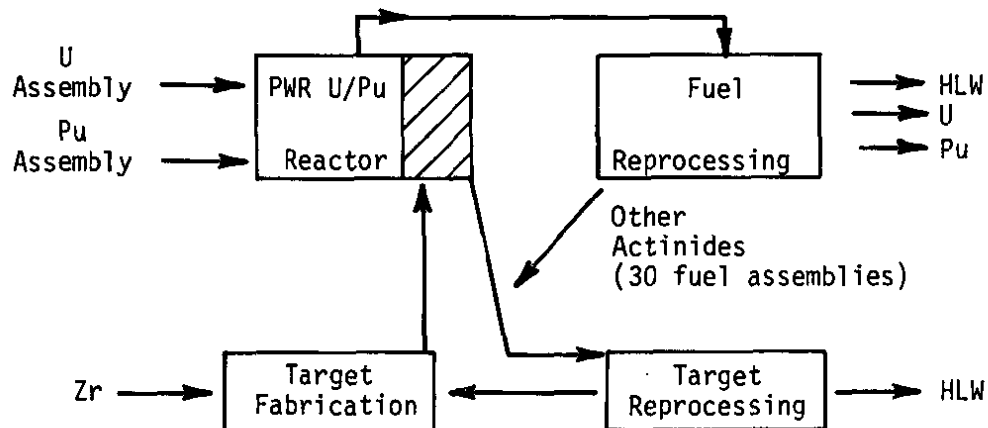 U
Assembly
Pu
Assembly
PWR U/Pu
Reactor
Fuel
Reprocessing
HLW
U
Pu
Other
Actinides
(30 fuel assemblies)
Zr
Target
Fabrication
Target
Reprocessing
HLW